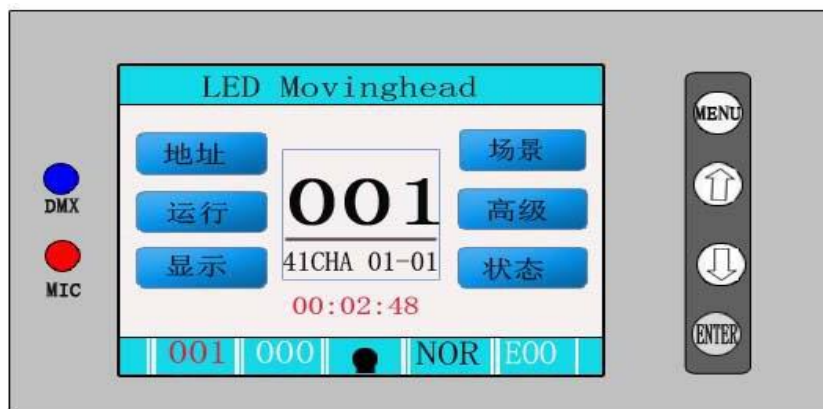 LED Movinghead
地址
运行
显示
001
41CHA 01-01
00:02:48
场景
高级
状态
001 000 NOR E00
DMX
MIC
MENU
ENTER